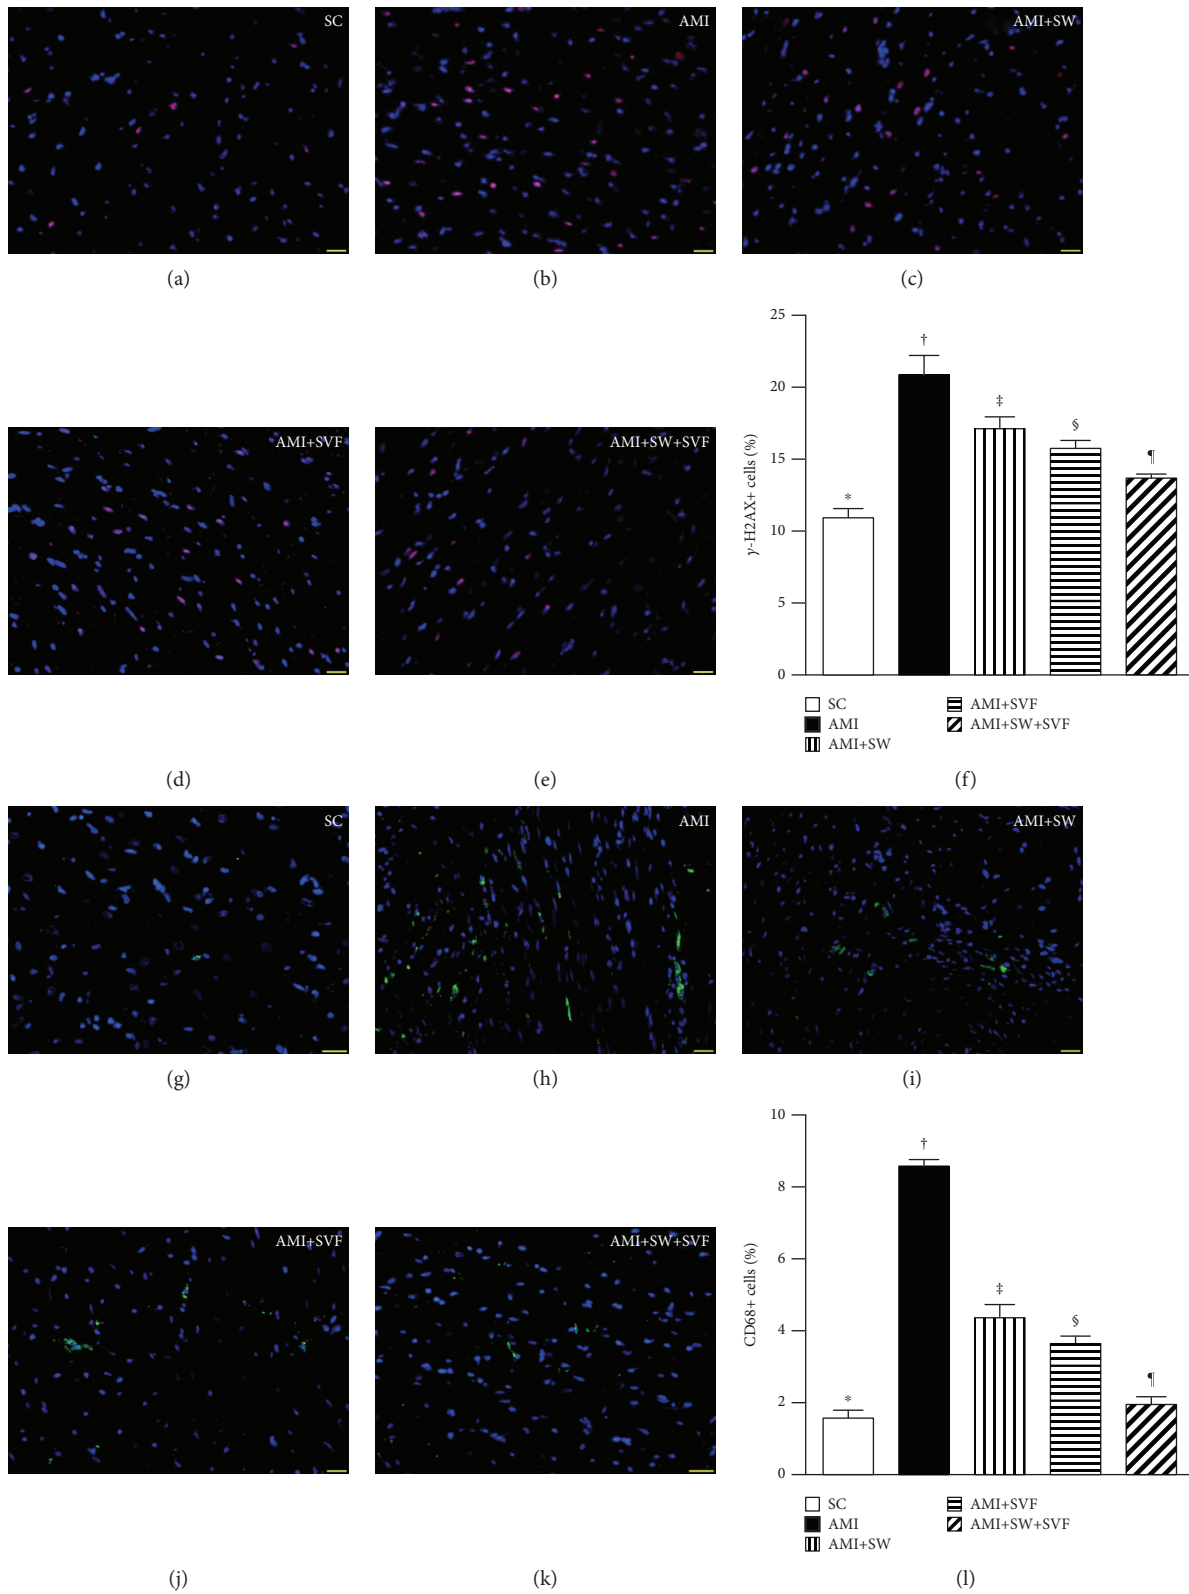 SC
AMI
AMI+SW
(a)
(b)
(c)
AMI+SVF
AMI+SW+SVF
(d)
(e)
γ-H2AX+ cells (%)
25
20
15
10
5
0
*
†
‡
§
¶
SC
AMI
AMI+SW
AMI+SVF
AMI+SW+SVF
(f)
SC
AMI
AMI+SW
(g)
(h)
(i)
AMI+SVF
AMI+SW+SVF
(j)
(k)
CD68+ cells (%)
10
8
6
4
2
0
*
†
‡
§
¶
SC
AMI
AMI+SW
AMI+SVF
AMI+SW+SVF
(l)